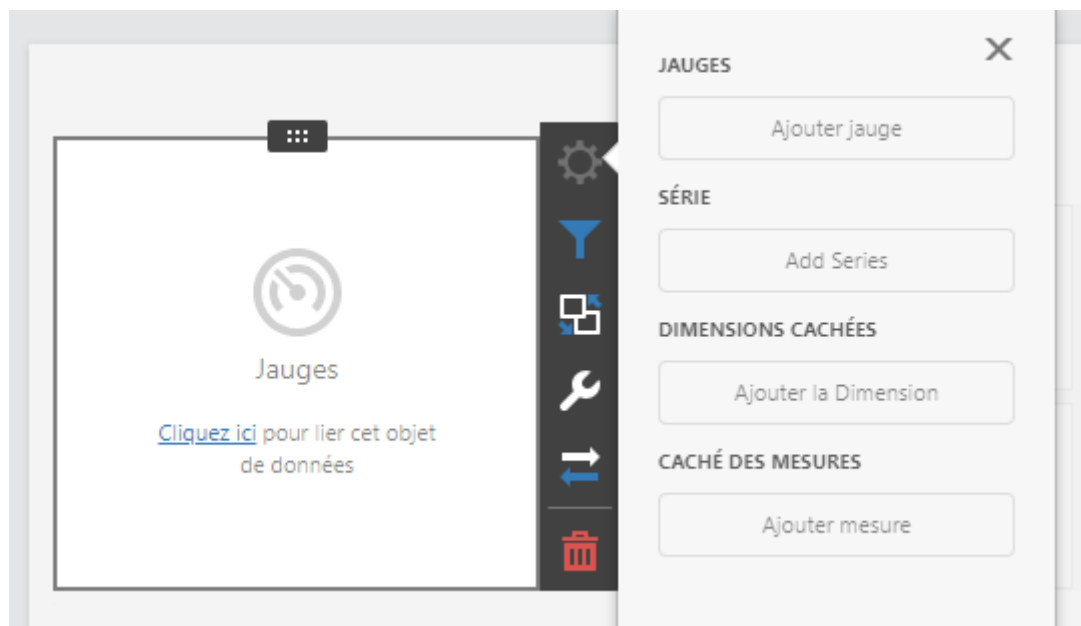 JAUGES
Ajouter jauge
SÉRIE
Add Series
DIMENSIONS CACHÉES
Ajouter la Dimension
CACHÉ DES MESURES
Ajouter mesure
Jauges
Cliquez ici pour lier cet objet
de données